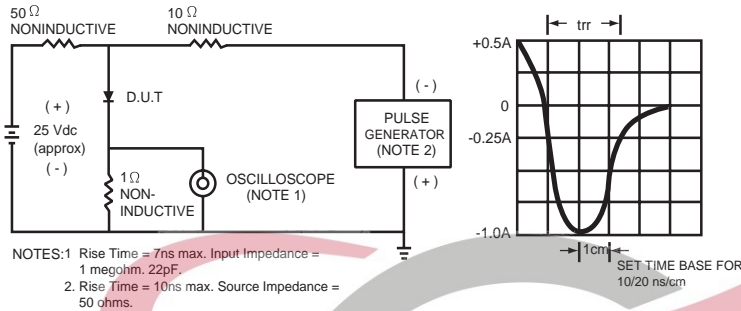 50 Ω
NONINDUCTIVE
10 Ω
NONINDUCTIVE
D.U.T
( + )
25 Vdc
(approx)
( - )
1 Ω
NON-
INDUCTIVE
OSCILLOSCOPE
(NOTE 1)
( - )
PULSE
GENERATOR
(NOTE 2)
( + )
trr
+0.5A
0
-0.25A
-1.0A
1cm
SET TIME BASE FOR
10/20 ns/cm
NOTES:1 Rise Time = 7ns max. Input Impedance =
1 megohm. 22pF.
2. Rise Time = 10ns max. Source Impedance =
50 ohms.